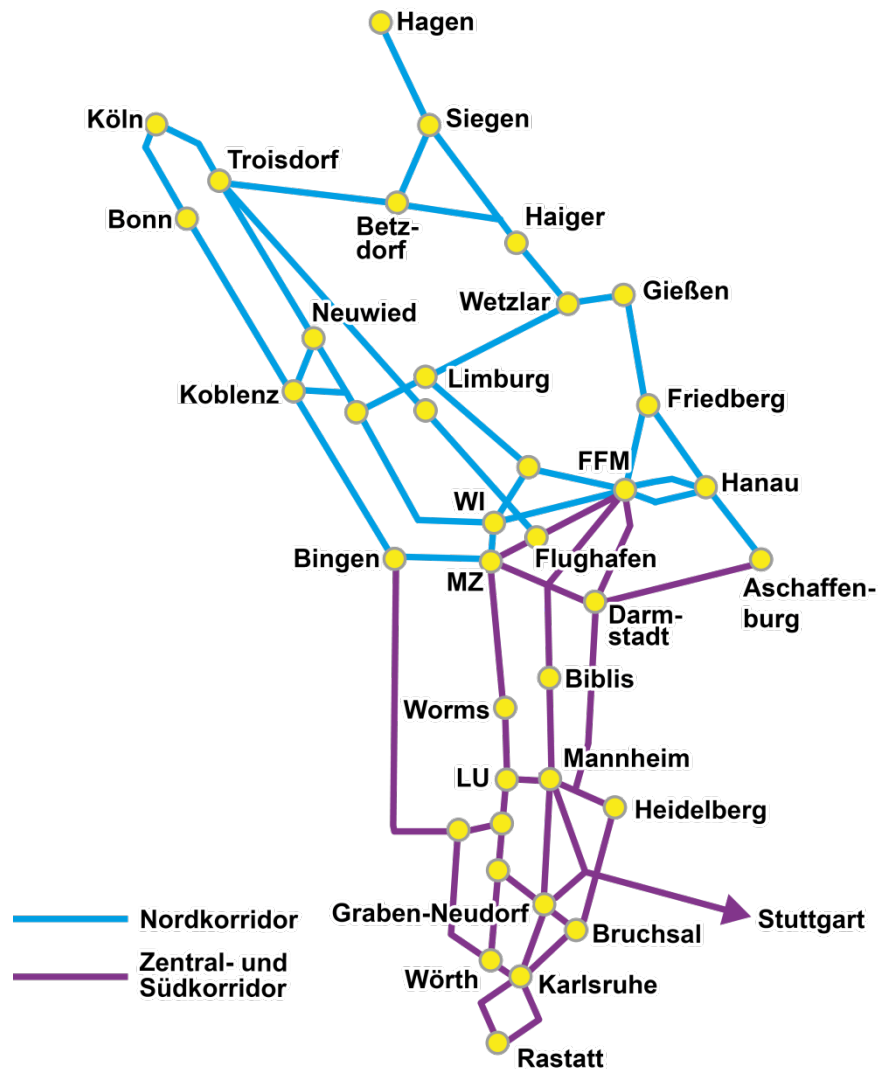 Hagen
Köln
Siegen
Troisdorf
Bonn
Betz-
dorf
Haiger
Wetzlar
Gießen
Neuwied
Limburg
Koblenz
Friedberg
FFM
Hanau
WI
Bingen
MZ
Flughafen
Aschaffen-
burg
Darm-
stadt
Biblis
Worms
LU
Mannheim
Heidelberg
Graben-Neudorf
Nordkorridor
Stuttgart
Bruchsal
Zentral- und
Südkorridor
Wörth
Karlsruhe
Rastatt